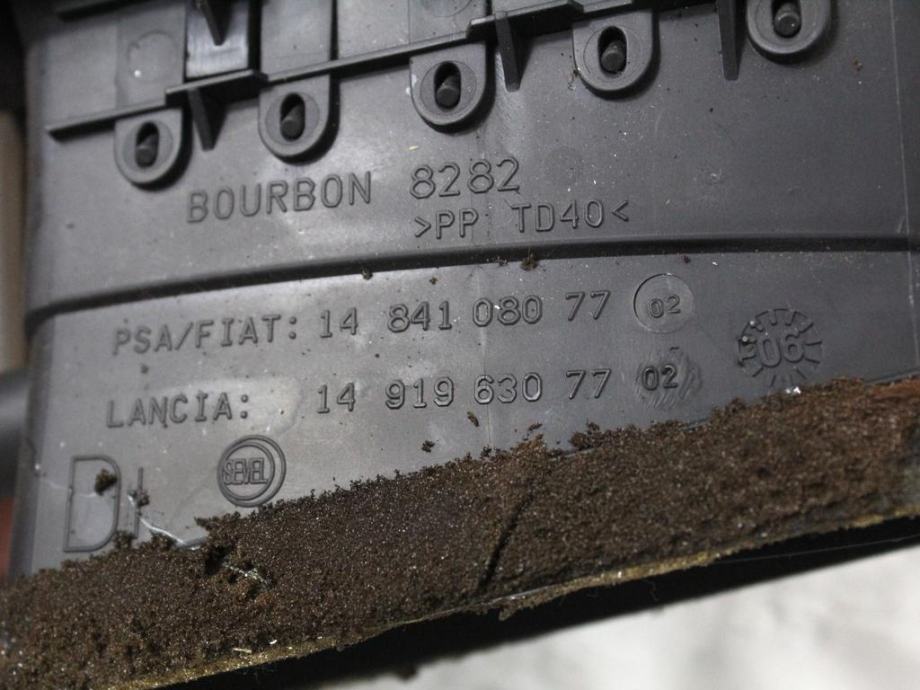 BOURBON 8282
>PP TD40<
PSA/FIAT: 14 841 080 77 02
LANCIA: 14 919 630 77 02
06
SEVEL